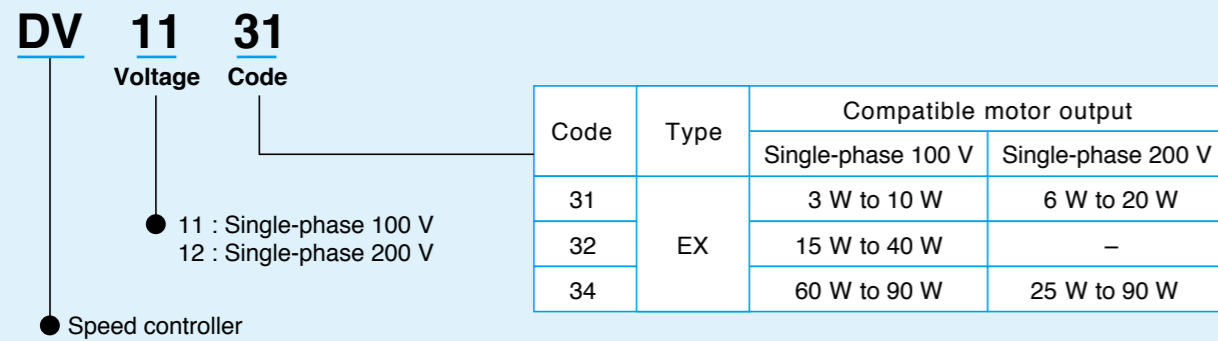 DV 11 31
Voltage Code
11 : Single-phase 100 V
12 : Single-phase 200 V
Speed controller
Code Type Compatible motor output
Single-phase 100 V Single-phase 200 V
31 3 W to 10 W 6 W to 20 W
32 EX 15 W to 40 W –
34 60 W to 90 W 25 W to 90 W